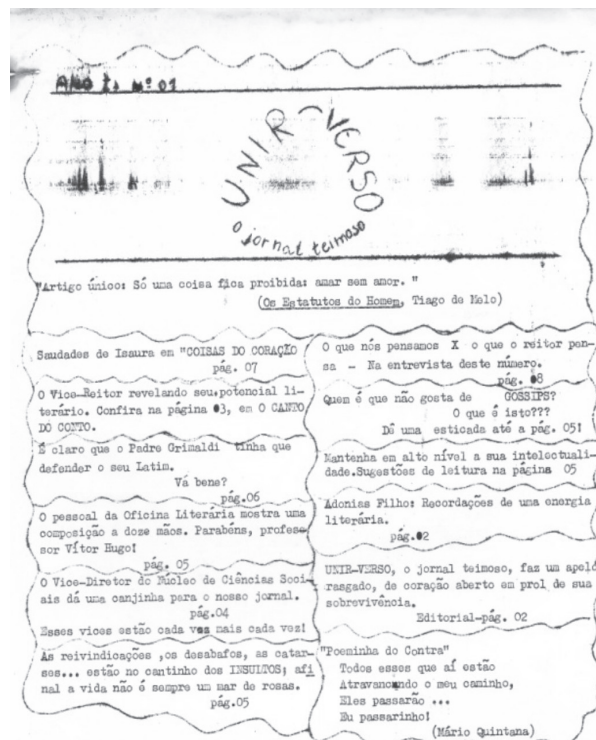 ANO I, Nº 01
UNIR-VERSO
o jornal teimoso
"Artigo único: Só uma coisa fica proibida: amar sem amor. "
(Os Estatutos do Homem, Tiago de Melo)
Saudades de Isaura em "COISAS DO CORAÇÃO
pág. 07
O Vice-Reitor revelando seu potencial li-
terário. Confira na página 03, em O CANTO
DO CONTO.
É claro que o Padre Grimaldi tinha que
defender o seu Latim.
Vá bene?
pág.06
O pessoal da Oficina Literária mostra uma
composição a doze mãos. Parabéns, profes-
sor Vítor Hugo!
pág. 05
O Vice-Diretor do Núcleo de Ciências Soci-
ais dá uma canjinha para o nosso jornal.
pág.04
Esses vices estão cada vez mais cada vez!
As reivindicações ,os desabafos, as catar-
ses... estão no cantinho dos INSULTOS; afi
nal a vida não é sempre um mar de rosas.
pág.05
O que nós pensamos X o que o reitor pen-
sa - Na entrevista deste número.
pág. 08
Quem é que não gosta de GOSSIPS?
O que é isto???
Dê uma esticada até a pág. 05!
Mantenha em alto nível a sua intelectuali-
dade.Sugestões de leitura na página 05
Adonias Filho: Recordações de uma energia
literária.
pág.02
UNIR-VERSO, o jornal teimoso, faz um apelo
rasgado, de coração aberto em prol de sua
sobrevivência.
Editorial-pág. 02
"Poeminha do Contra"
Todos esses que aí estão
Atravancando o meu caminho,
Eles passarão ...
Eu passarinho!
(Mário Quintana)